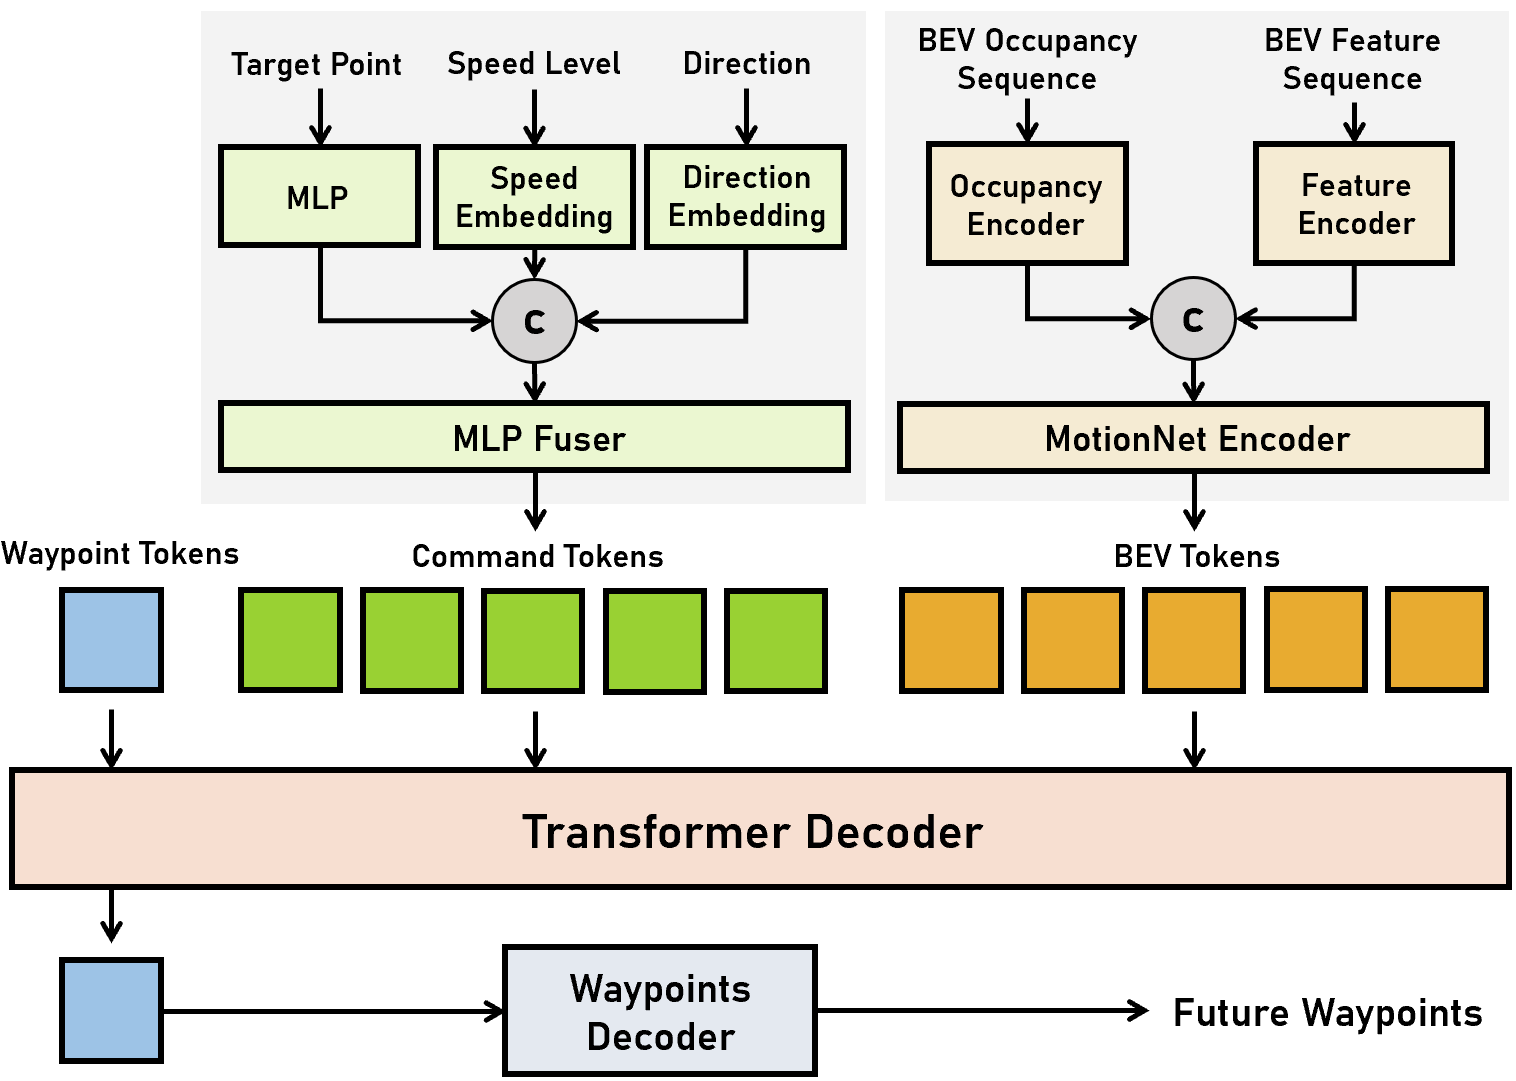 Target Point
Speed Level
Direction
BEV Occupancy
Sequence
BEV Feature
Sequence
MLP
Speed
Embedding
Direction
Embedding
Occupancy
Encoder
Feature
Encoder
C
C
MLP Fuser
MotionNet Encoder
Waypoint Tokens
Command Tokens
BEV Tokens
Transformer Decoder
Waypoints
Decoder
Future Waypoints